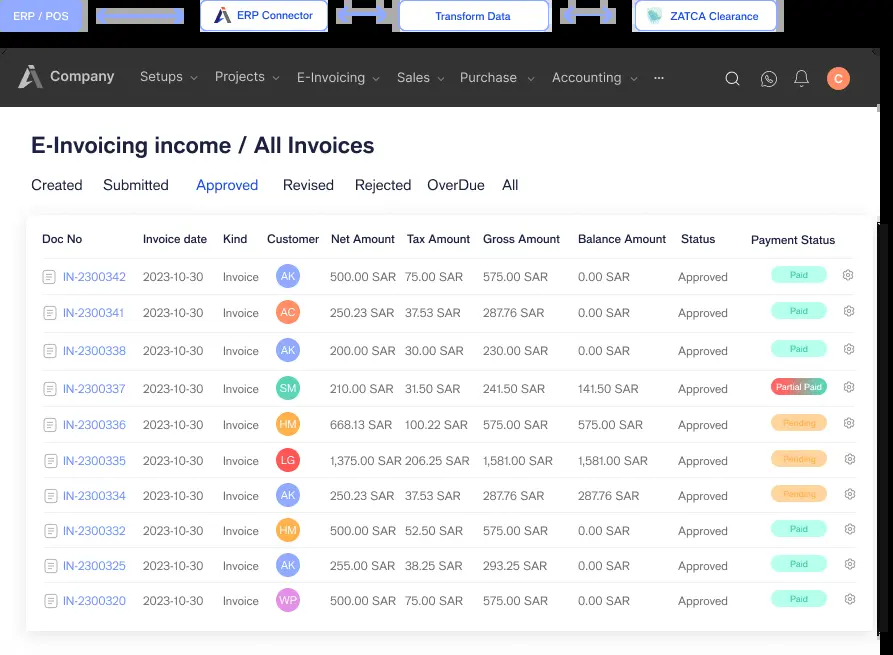 ERP / POS
ERP Connector
Transform Data
ZATCA Clearance
Company Setups Projects E-Invoicing Sales Purchase Accounting ... C
E-Invoicing income / All Invoices
Created Submitted Approved Revised Rejected OverDue All
Doc No Invoice date Kind Customer Net Amount Tax Amount Gross Amount Balance Amount Status Payment Status
IN-2300342 2023-10-30 Invoice AK 500.00 SAR 75.00 SAR 575.00 SAR 0.00 SAR Approved Paid
IN-2300341 2023-10-30 Invoice AC 250.23 SAR 37.53 SAR 287.76 SAR 0.00 SAR Approved Paid
IN-2300338 2023-10-30 Invoice AK 200.00 SAR 30.00 SAR 230.00 SAR 0.00 SAR Approved Paid
IN-2300337 2023-10-30 Invoice SM 210.00 SAR 31.50 SAR 241.50 SAR 141.50 SAR Approved Partial Paid
IN-2300336 2023-10-30 Invoice HM 668.13 SAR 100.22 SAR 575.00 SAR 575.00 SAR Approved Pending
IN-2300335 2023-10-30 Invoice LG 1,375.00 SAR 206.25 SAR 1,581.00 SAR 1,581.00 SAR Approved Pending
IN-2300334 2023-10-30 Invoice AK 250.23 SAR 37.53 SAR 287.76 SAR 287.76 SAR Approved Pending
IN-2300332 2023-10-30 Invoice HM 500.00 SAR 52.50 SAR 575.00 SAR 0.00 SAR Approved Paid
IN-2300325 2023-10-30 Invoice AK 255.00 SAR 38.25 SAR 293.25 SAR 0.00 SAR Approved Paid
IN-2300320 2023-10-30 Invoice WP 500.00 SAR 75.00 SAR 575.00 SAR 0.00 SAR Approved Paid